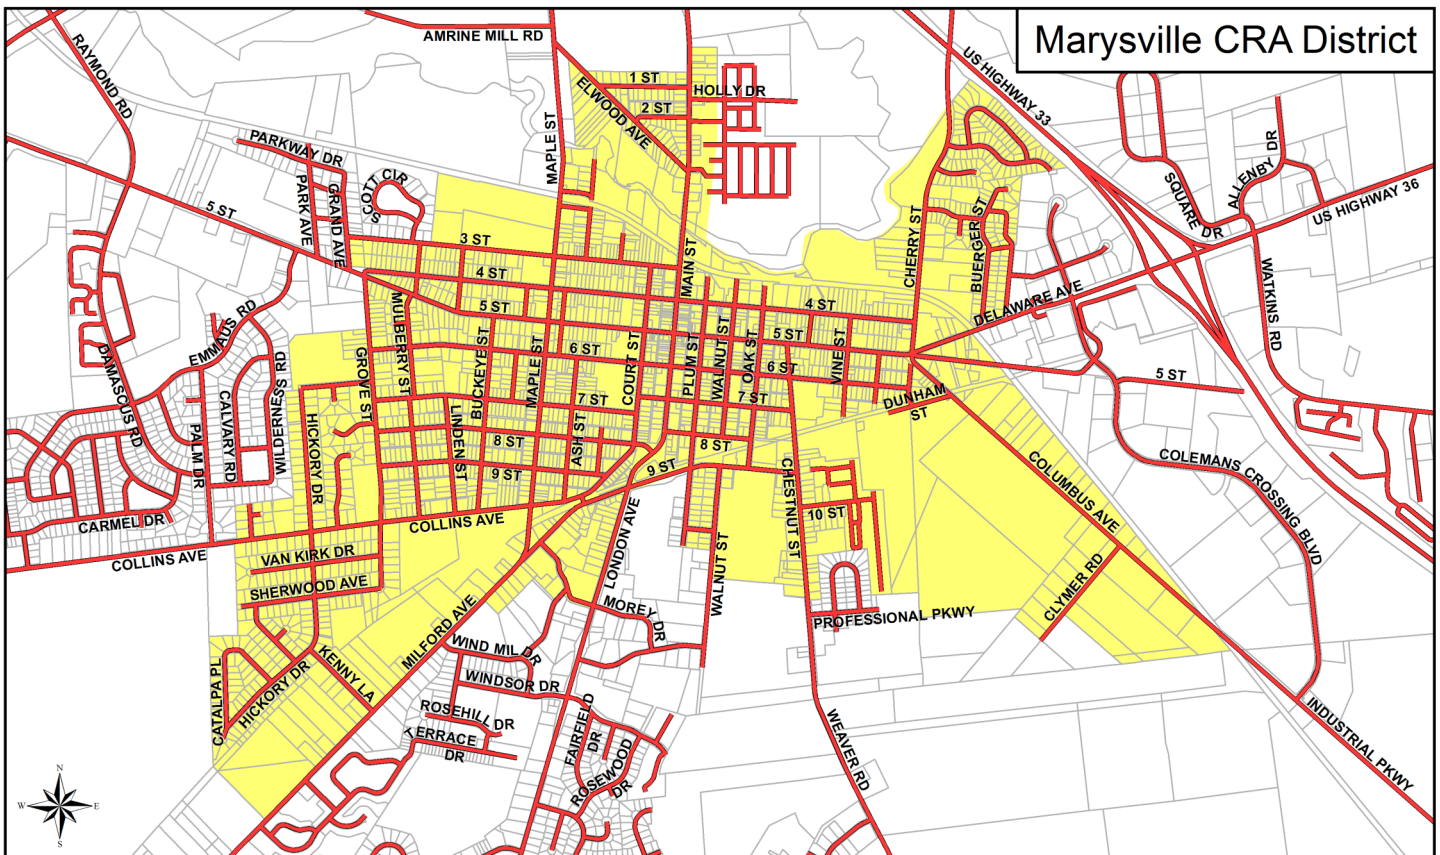 Marysville CRA District
AMRINE MILL RD
RAYMOND RD
US HIGHWAY 33
1 ST
HOLLY DR
ELWOOD AVE
2 ST
MAPLE ST
PARKWAY DR
SCOTT CIR
PARK AVE
GRAND AVE
5 ST
3 ST
4 ST
5 ST
MAIN ST
CHERRY ST
BUERGER ST
SQUARE DR
ALLENBY DR
US HIGHWAY 36
WATKINS RD
DELAWARE AVE
4 ST
5 ST
6 ST
5 ST
EMMAUS RD
DAMASCUS RD
PALM DR
CALVARY RD
WILDERNESS RD
HICKORY DR
GROVE ST
MULBERRY ST
LINDEN ST
BUCKEYE ST
MAPLE ST
6 ST
7 ST
ASH ST
8 ST
9 ST
COURT ST
PLUM ST
WALNUT ST
OAK ST
VINE ST
7 ST
8 ST
9 ST
DUNHAM
ST
COLUMBUS AVE
COLEMANS CROSSING BLVD
CHESTNUT ST
10 ST
CARMEL DR
COLLINS AVE
COLLINS AVE
VAN KIRK DR
SHERWOOD AVE
LONDON AVE
WALNUT ST
MOREY DR
PROFESSIONAL PKWY
CLYMER RD
MILFORD AVE
WIND MIL DR
WINDSOR DR
KENNY LA
HICKORY DR
CATALPA PL
ROSEHILL DR
TERRACE
DR
FAIRFIELD
DR
ROSEWOOD
DR
WEAVER RD
INDUSTRIAL PKWY
N
W
E
S